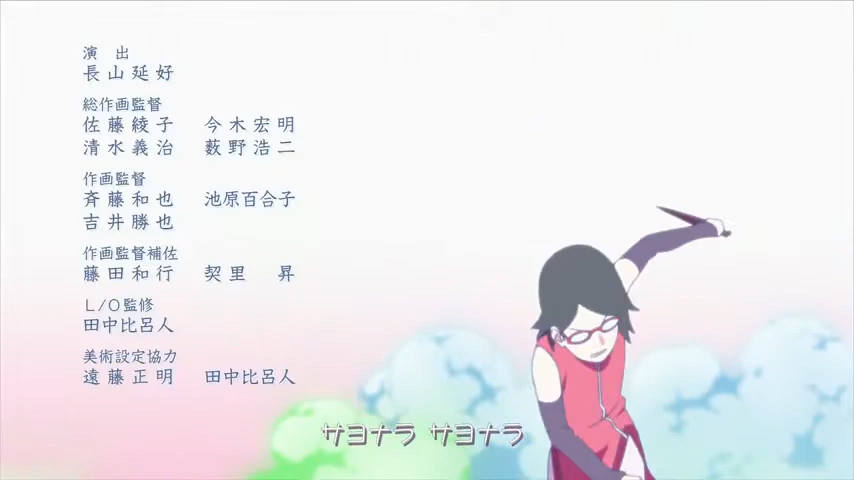 演　出
長山延好
総作画監督
佐藤綾子　今木宏明
清水義治　薮野浩二
作画監督
斉藤和也　池原百合子
吉井勝也
作画監督補佐
藤田和行　契里　昇
L/O監修
田中比呂人
美術設定協力
遠藤正明　田中比呂人
サヨナラ サヨナラ